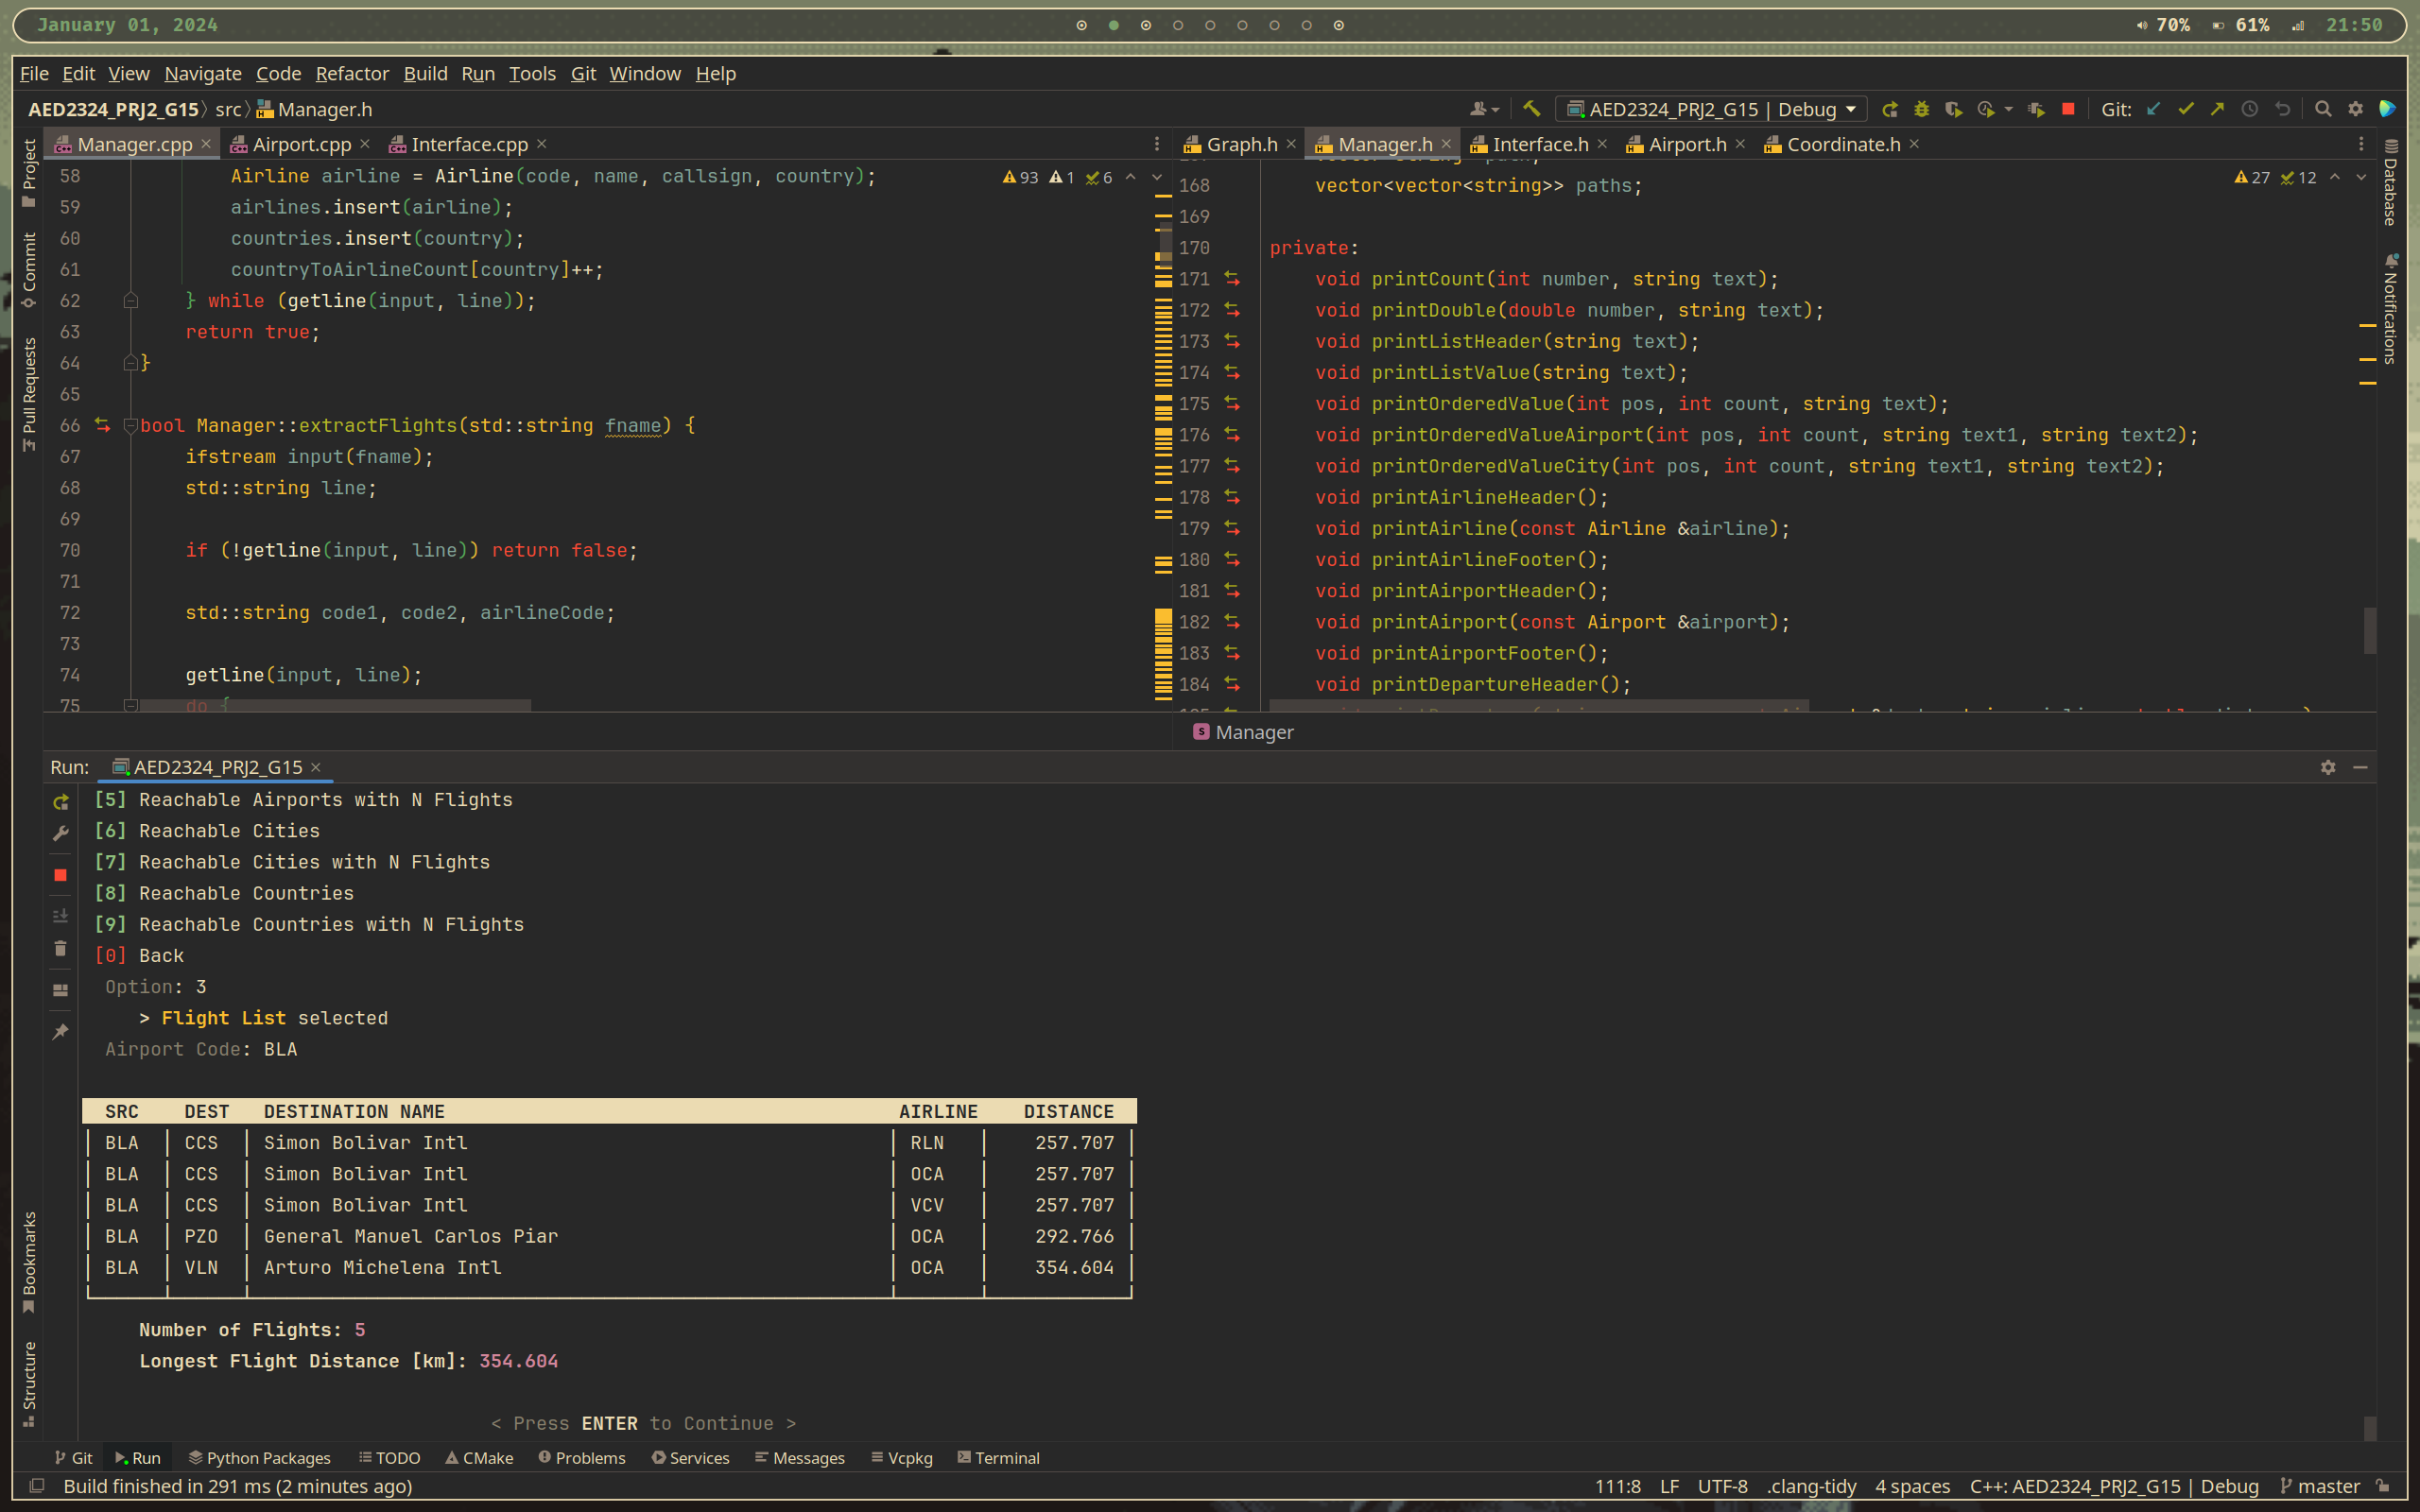 January 01, 2024
70% 61% 21:50
File Edit View Navigate Code Refactor Build Run Tools Git Window Help
AED2324_PRJ2_G15 src Manager.h
AED2324_PRJ2_G15 | Debug Git:
Project
Commit
Pull Requests
Bookmarks
Structure
Manager.cpp Airport.cpp Interface.cpp
93 1 6
58 Airline airline = Airline(code, name, callsign, country);
59 airlines.insert(airline);
60 countries.insert(country);
61 countryToAirlineCount[country]++;
62 } while (getline(input, line));
63 return true;
64 }
65
66 bool Manager::extractFlights(std::string fname) {
67 ifstream input(fname);
68 std::string line;
69
70 if (!getline(input, line)) return false;
71
72 std::string code1, code2, airlineCode;
73
74 getline(input, line);
75 do {
Graph.h Manager.h Interface.h Airport.h Coordinate.h
27 12
168 vector<vector<string>> paths;
169
170 private:
171 void printCount(int number, string text);
172 void printDouble(double number, string text);
173 void printListHeader(string text);
174 void printListValue(string text);
175 void printOrderedValue(int pos, int count, string text);
176 void printOrderedValueAirport(int pos, int count, string text1, string text2);
177 void printOrderedValueCity(int pos, int count, string text1, string text2);
178 void printAirlineHeader();
179 void printAirline(const Airline &airline);
180 void printAirlineFooter();
181 void printAirportHeader();
182 void printAirport(const Airport &airport);
183 void printAirportFooter();
184 void printDepartureHeader();
Manager
Database
Notifications
Run: AED2324_PRJ2_G15
[5] Reachable Airports with N Flights
[6] Reachable Cities
[7] Reachable Cities with N Flights
[8] Reachable Countries
[9] Reachable Countries with N Flights
[0] Back
Option: 3
> Flight List selected
Airport Code: BLA
SRC DEST DESTINATION NAME AIRLINE DISTANCE
BLA CCS Simon Bolivar Intl RLN 257.707
BLA CCS Simon Bolivar Intl OCA 257.707
BLA CCS Simon Bolivar Intl VCV 257.707
BLA PZO General Manuel Carlos Piar OCA 292.766
BLA VLN Arturo Michelena Intl OCA 354.604
Number of Flights: 5
Longest Flight Distance [km]: 354.604
< Press ENTER to Continue >
Git Run Python Packages TODO CMake Problems Services Messages Vcpkg Terminal
Build finished in 291 ms (2 minutes ago)
111:8 LF UTF-8 .clang-tidy 4 spaces C++: AED2324_PRJ2_G15 | Debug master